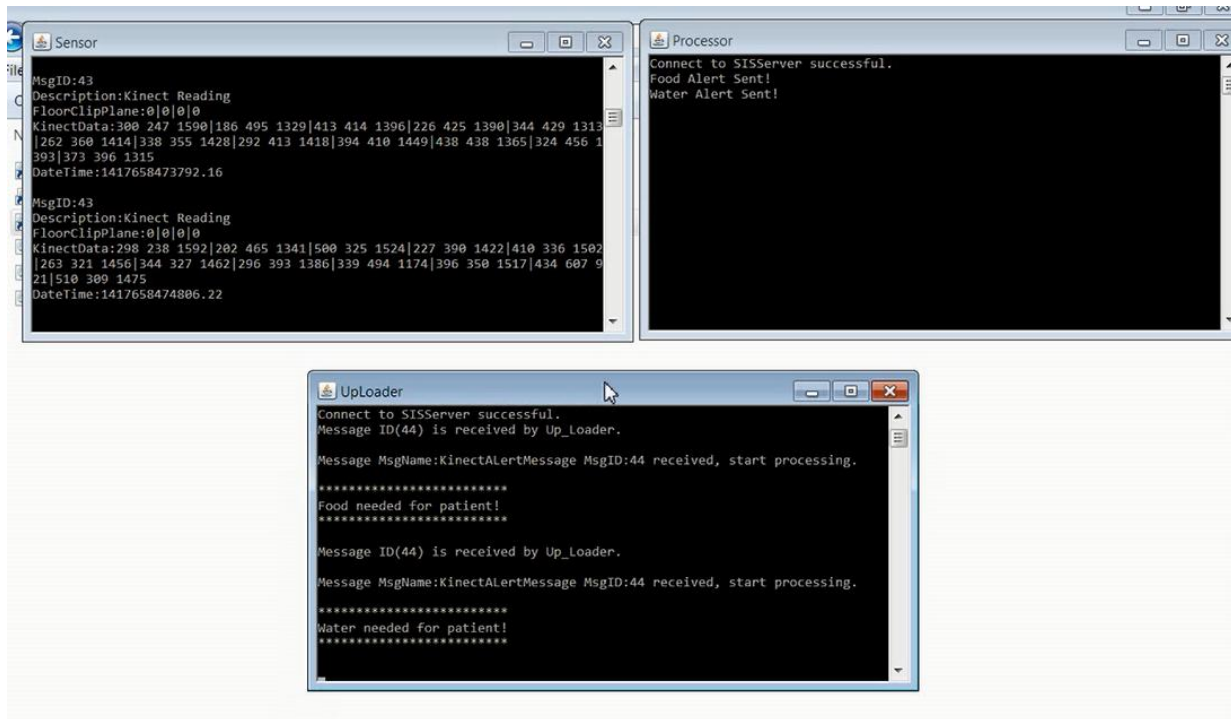 Sensor
MsgID:43
Description:Kinect Reading
FloorClipPlane:0|0|0|0
KinectData:300 247 1590|186 495 1329|413 414 1396|226 425 1390|344 429 1313
|262 360 1414|338 355 1428|292 413 1418|394 410 1449|438 438 1365|324 456 1
393|373 396 1315
DateTime:1417658473792.16
MsgID:43
Description:Kinect Reading
FloorClipPlane:0|0|0|0
KinectData:298 238 1592|202 465 1341|500 325 1524|227 390 1422|410 336 1502
|263 321 1456|344 327 1462|296 393 1386|339 494 1174|396 350 1517|434 607 9
21|510 309 1475
DateTime:1417658474806.22
Processor
Connect to SISServer successful.
Food Alert Sent!
Water Alert Sent!
UpLoader
Connect to SISServer successful.
Message ID(44) is received by Up_Loader.
Message MsgName:KinectALertMessage MsgID:44 received, start processing.
**************************
Food needed for patient!
**************************
Message ID(44) is received by Up_Loader.
Message MsgName:KinectALertMessage MsgID:44 received, start processing.
**************************
Water needed for patient!
**************************